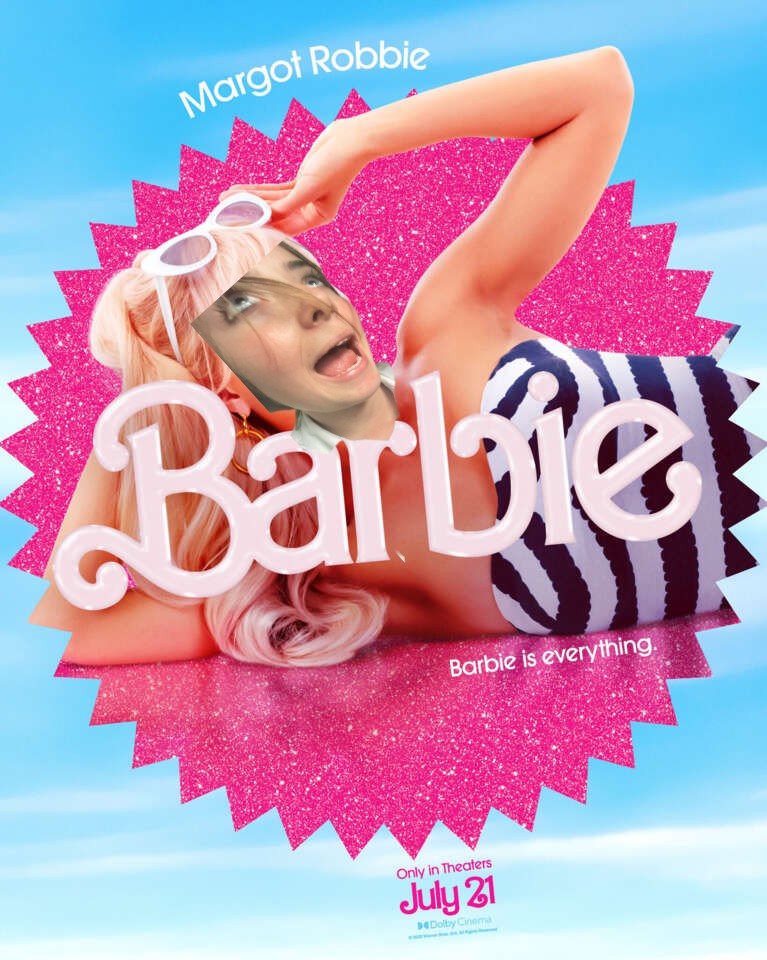 Margot Robbie
Barbie
Barbie is everything.
Only in Theaters
July 21
Dolby Cinema